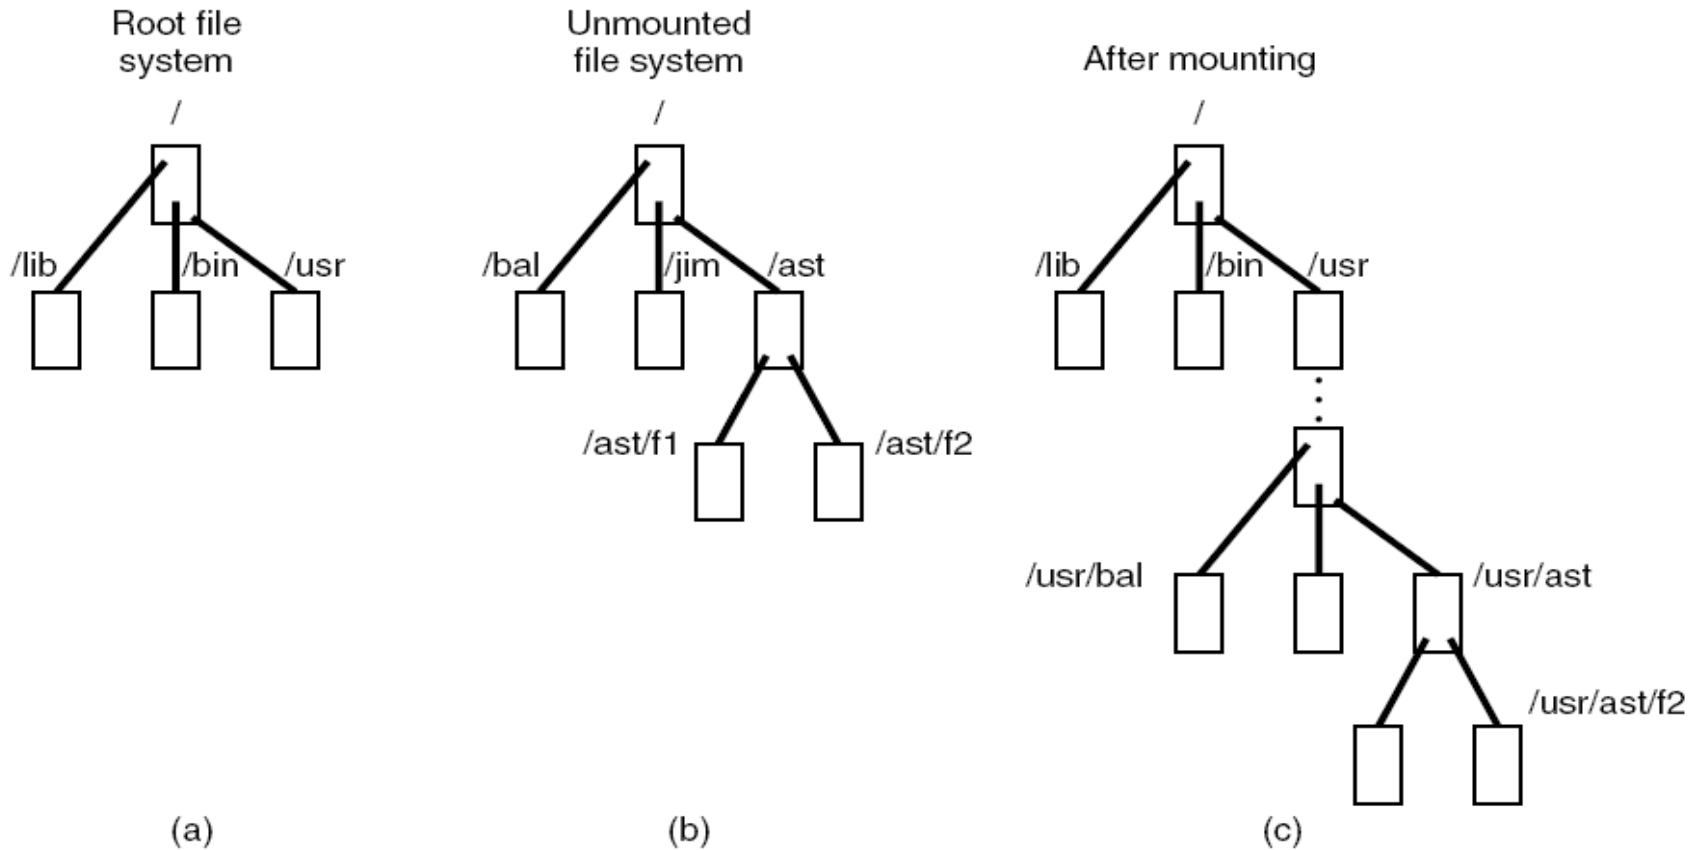 Root file
system
/
/lib
/bin
/usr
(a)
Unmounted
file system
/
/bal
/jim
/ast
/ast/f1
/ast/f2
(b)
After mounting
/
/lib
/bin
/usr
/usr/bal
/usr/ast
/usr/ast/f2
(c)